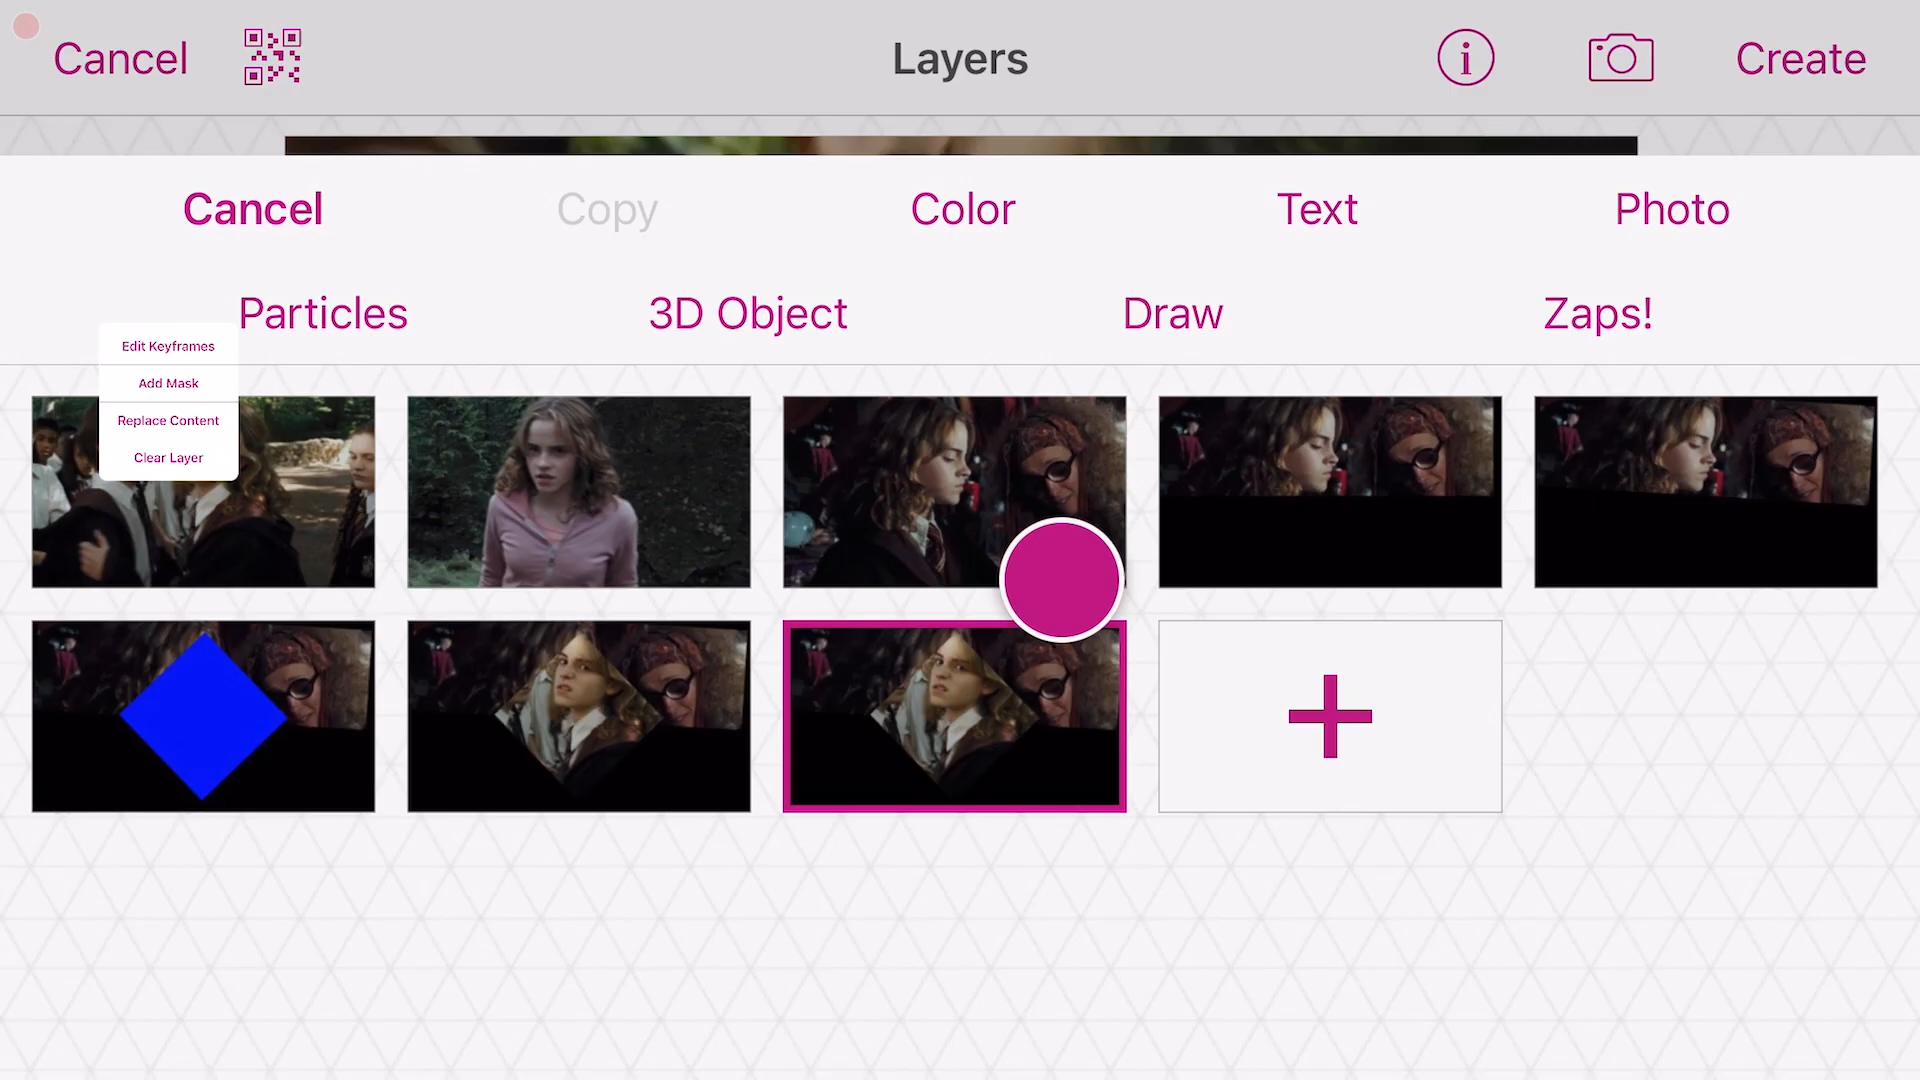 Cancel
Layers
Create
Cancel
Copy
Color
Text
Photo
Particles
3D Object
Draw
Zaps!
Edit Keyframes
Add Mask
Replace Content
Clear Layer